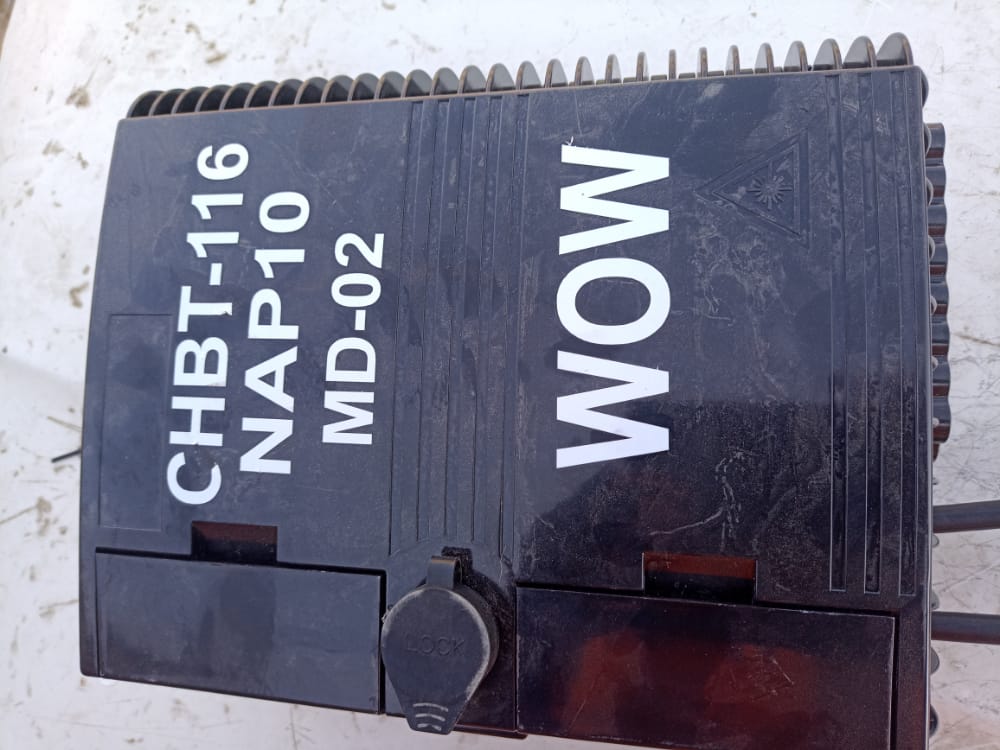 CHBT-116
NAP10
MD-02
WOW
LOCK